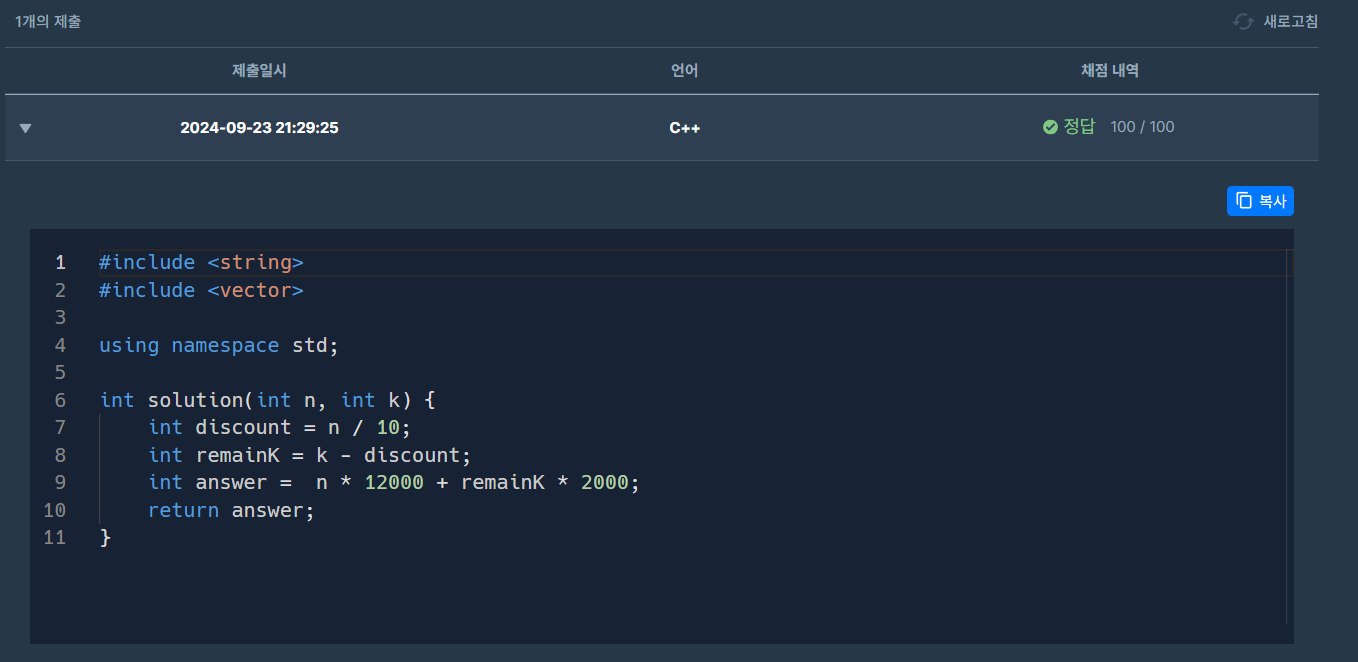 1개의 제출
새로고침
제출일시 언어 채점 내역
2024-09-23 21:29:25 C++ 정답 100 / 100
복사
1 #include <string>
2 #include <vector>
3
4 using namespace std;
5
6 int solution(int n, int k) {
7     int discount = n / 10;
8     int remainK = k - discount;
9     int answer =  n * 12000 + remainK * 2000;
10     return answer;
11 }